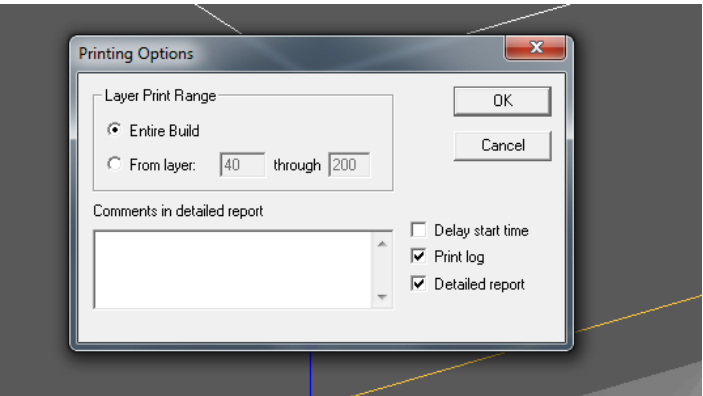 Printing Options
Layer Print Range
Entire Build
From layer: 40 through 200
OK
Cancel
Comments in detailed report
Delay start time
Print log
Detailed report